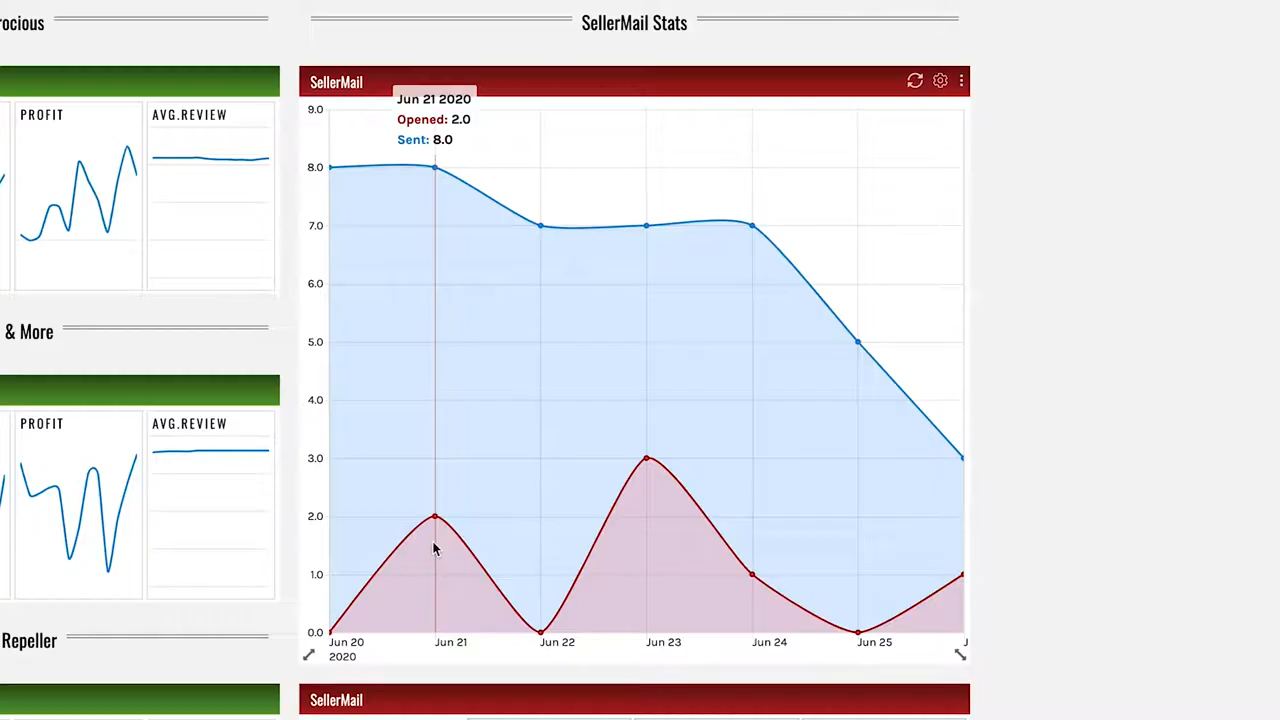 rocious
SellerMail Stats
SellerMail
PROFIT
AVG.REVIEW
Jun 21 2020
Opened: 2.0
Sent: 8.0
9.0
8.0
7.0
6.0
5.0
4.0
3.0
2.0
1.0
0.0
Jun 20
2020
Jun 21
Jun 22
Jun 23
Jun 24
Jun 25
J
& More
PROFIT
AVG.REVIEW
Repeller
SellerMail